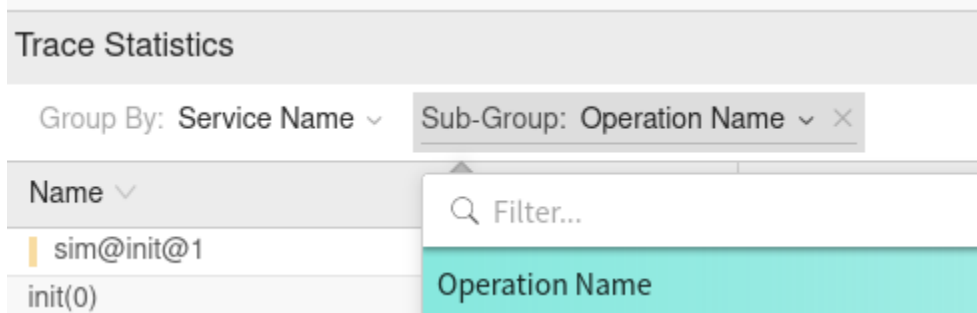 Trace Statistics
Group By: Service Name Sub-Group: Operation Name
Name
Filter...
sim@init@1
Operation Name
init(0)